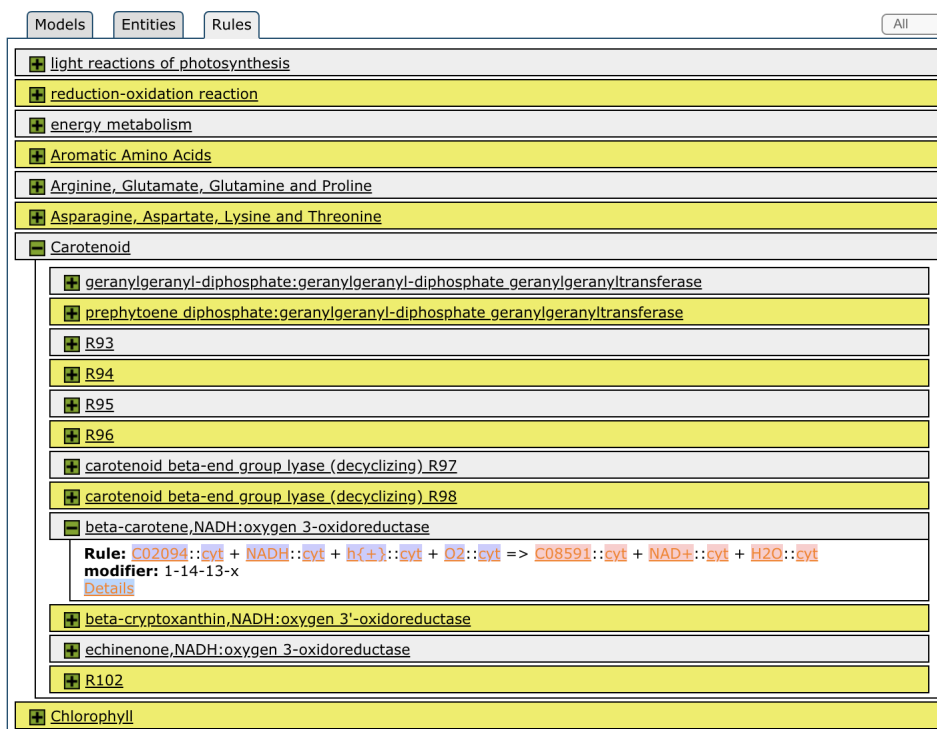 Models Entities Rules All
light reactions of photosynthesis
reduction-oxidation reaction
energy metabolism
Aromatic Amino Acids
Arginine, Glutamate, Glutamine and Proline
Asparagine, Aspartate, Lysine and Threonine
Carotenoid
geranylgeranyl-diphosphate:geranylgeranyl-diphosphate geranylgeranyltransferase
prephytoene diphosphate:geranylgeranyl-diphosphate geranylgeranyltransferase
R93
R94
R95
R96
carotenoid beta-end group lyase (decyclizing) R97
carotenoid beta-end group lyase (decyclizing) R98
beta-carotene,NADH:oxygen 3-oxidoreductase
Rule: C02094::cyt + NADH::cyt + h{+}::cyt + O2::cyt => C08591::cyt + NAD+::cyt + H2O::cyt
modifier: 1-14-13-x
Details
beta-cryptoxanthin,NADH:oxygen 3'-oxidoreductase
echinenone,NADH:oxygen 3-oxidoreductase
R102
Chlorophyll